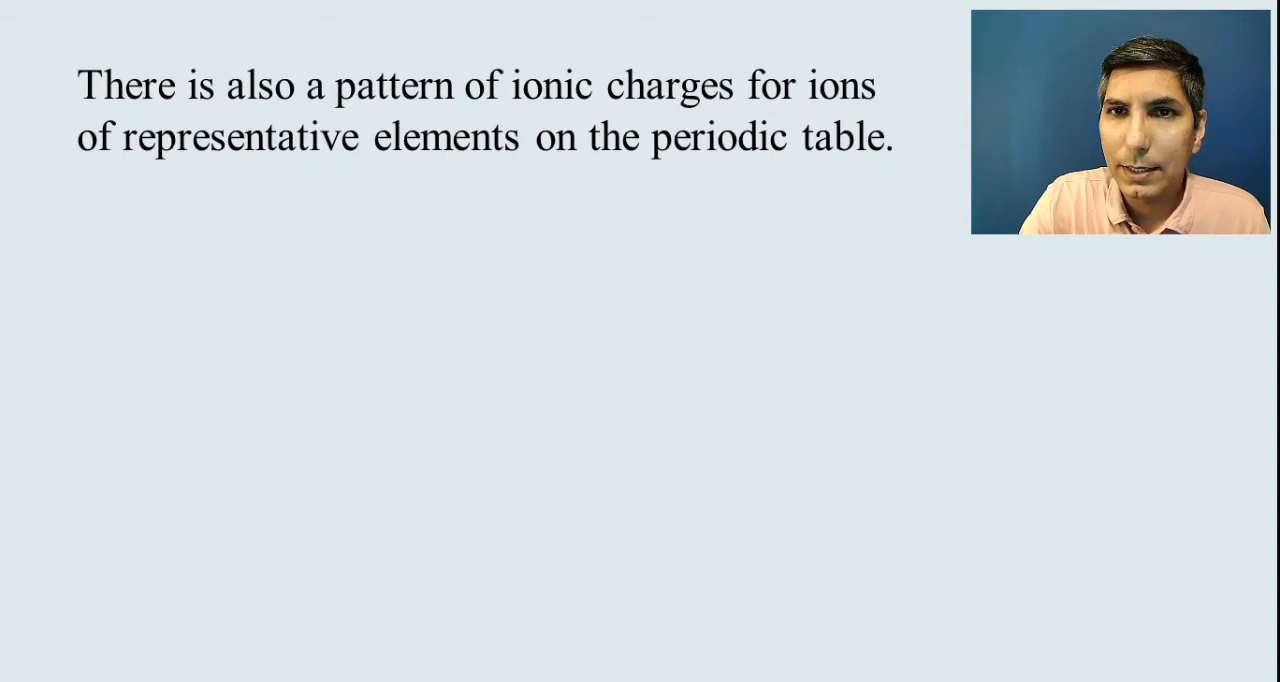 There is also a pattern of ionic charges for ions
of representative elements on the periodic table.